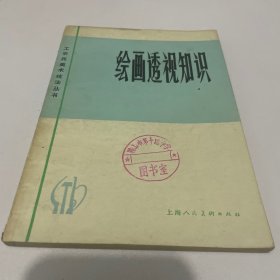 工农兵美术技法丛书
绘画透视知识
图书室
上海人民美术出版社